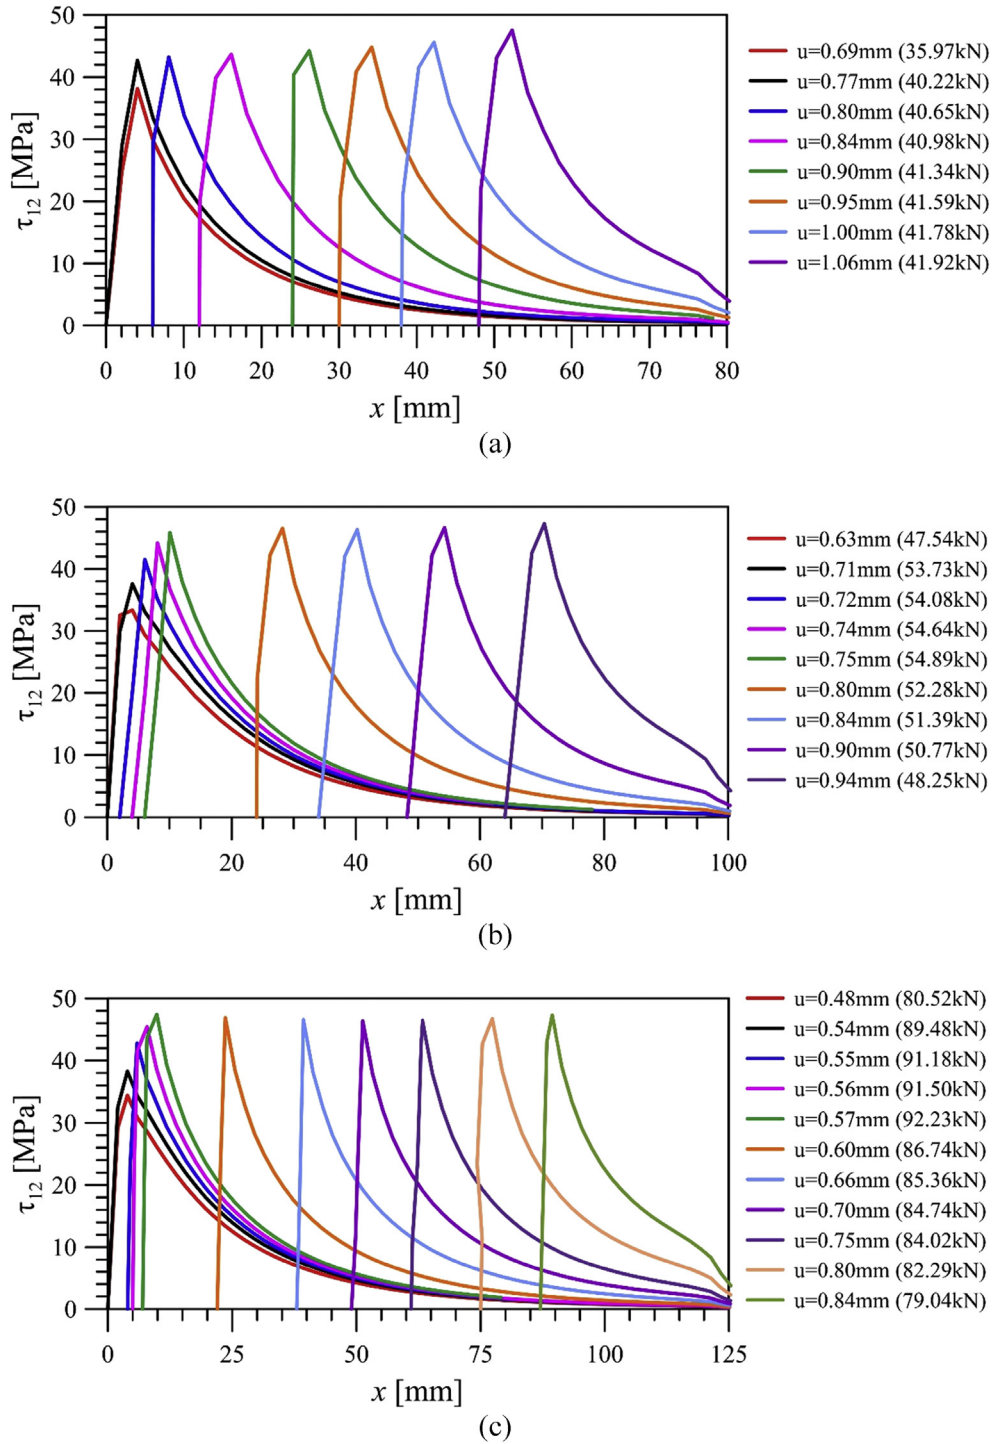 50
40
30
20
10
0
τ12 [MPa]
0 10 20 30 40 50 60 70 80
x [mm]
u=0.69mm (35.97kN)
u=0.77mm (40.22kN)
u=0.80mm (40.65kN)
u=0.84mm (40.98kN)
u=0.90mm (41.34kN)
u=0.95mm (41.59kN)
u=1.00mm (41.78kN)
u=1.06mm (41.92kN)
(a)
50
40
30
20
10
0
τ12 [MPa]
0 20 40 60 80 100
x [mm]
u=0.63mm (47.54kN)
u=0.71mm (53.73kN)
u=0.72mm (54.08kN)
u=0.74mm (54.64kN)
u=0.75mm (54.89kN)
u=0.80mm (52.28kN)
u=0.84mm (51.39kN)
u=0.90mm (50.77kN)
u=0.94mm (48.25kN)
(b)
50
40
30
20
10
0
τ12 [MPa]
0 25 50 75 100 125
x [mm]
u=0.48mm (80.52kN)
u=0.54mm (89.48kN)
u=0.55mm (91.18kN)
u=0.56mm (91.50kN)
u=0.57mm (92.23kN)
u=0.60mm (86.74kN)
u=0.66mm (85.36kN)
u=0.70mm (84.74kN)
u=0.75mm (84.02kN)
u=0.80mm (82.29kN)
u=0.84mm (79.04kN)
(c)